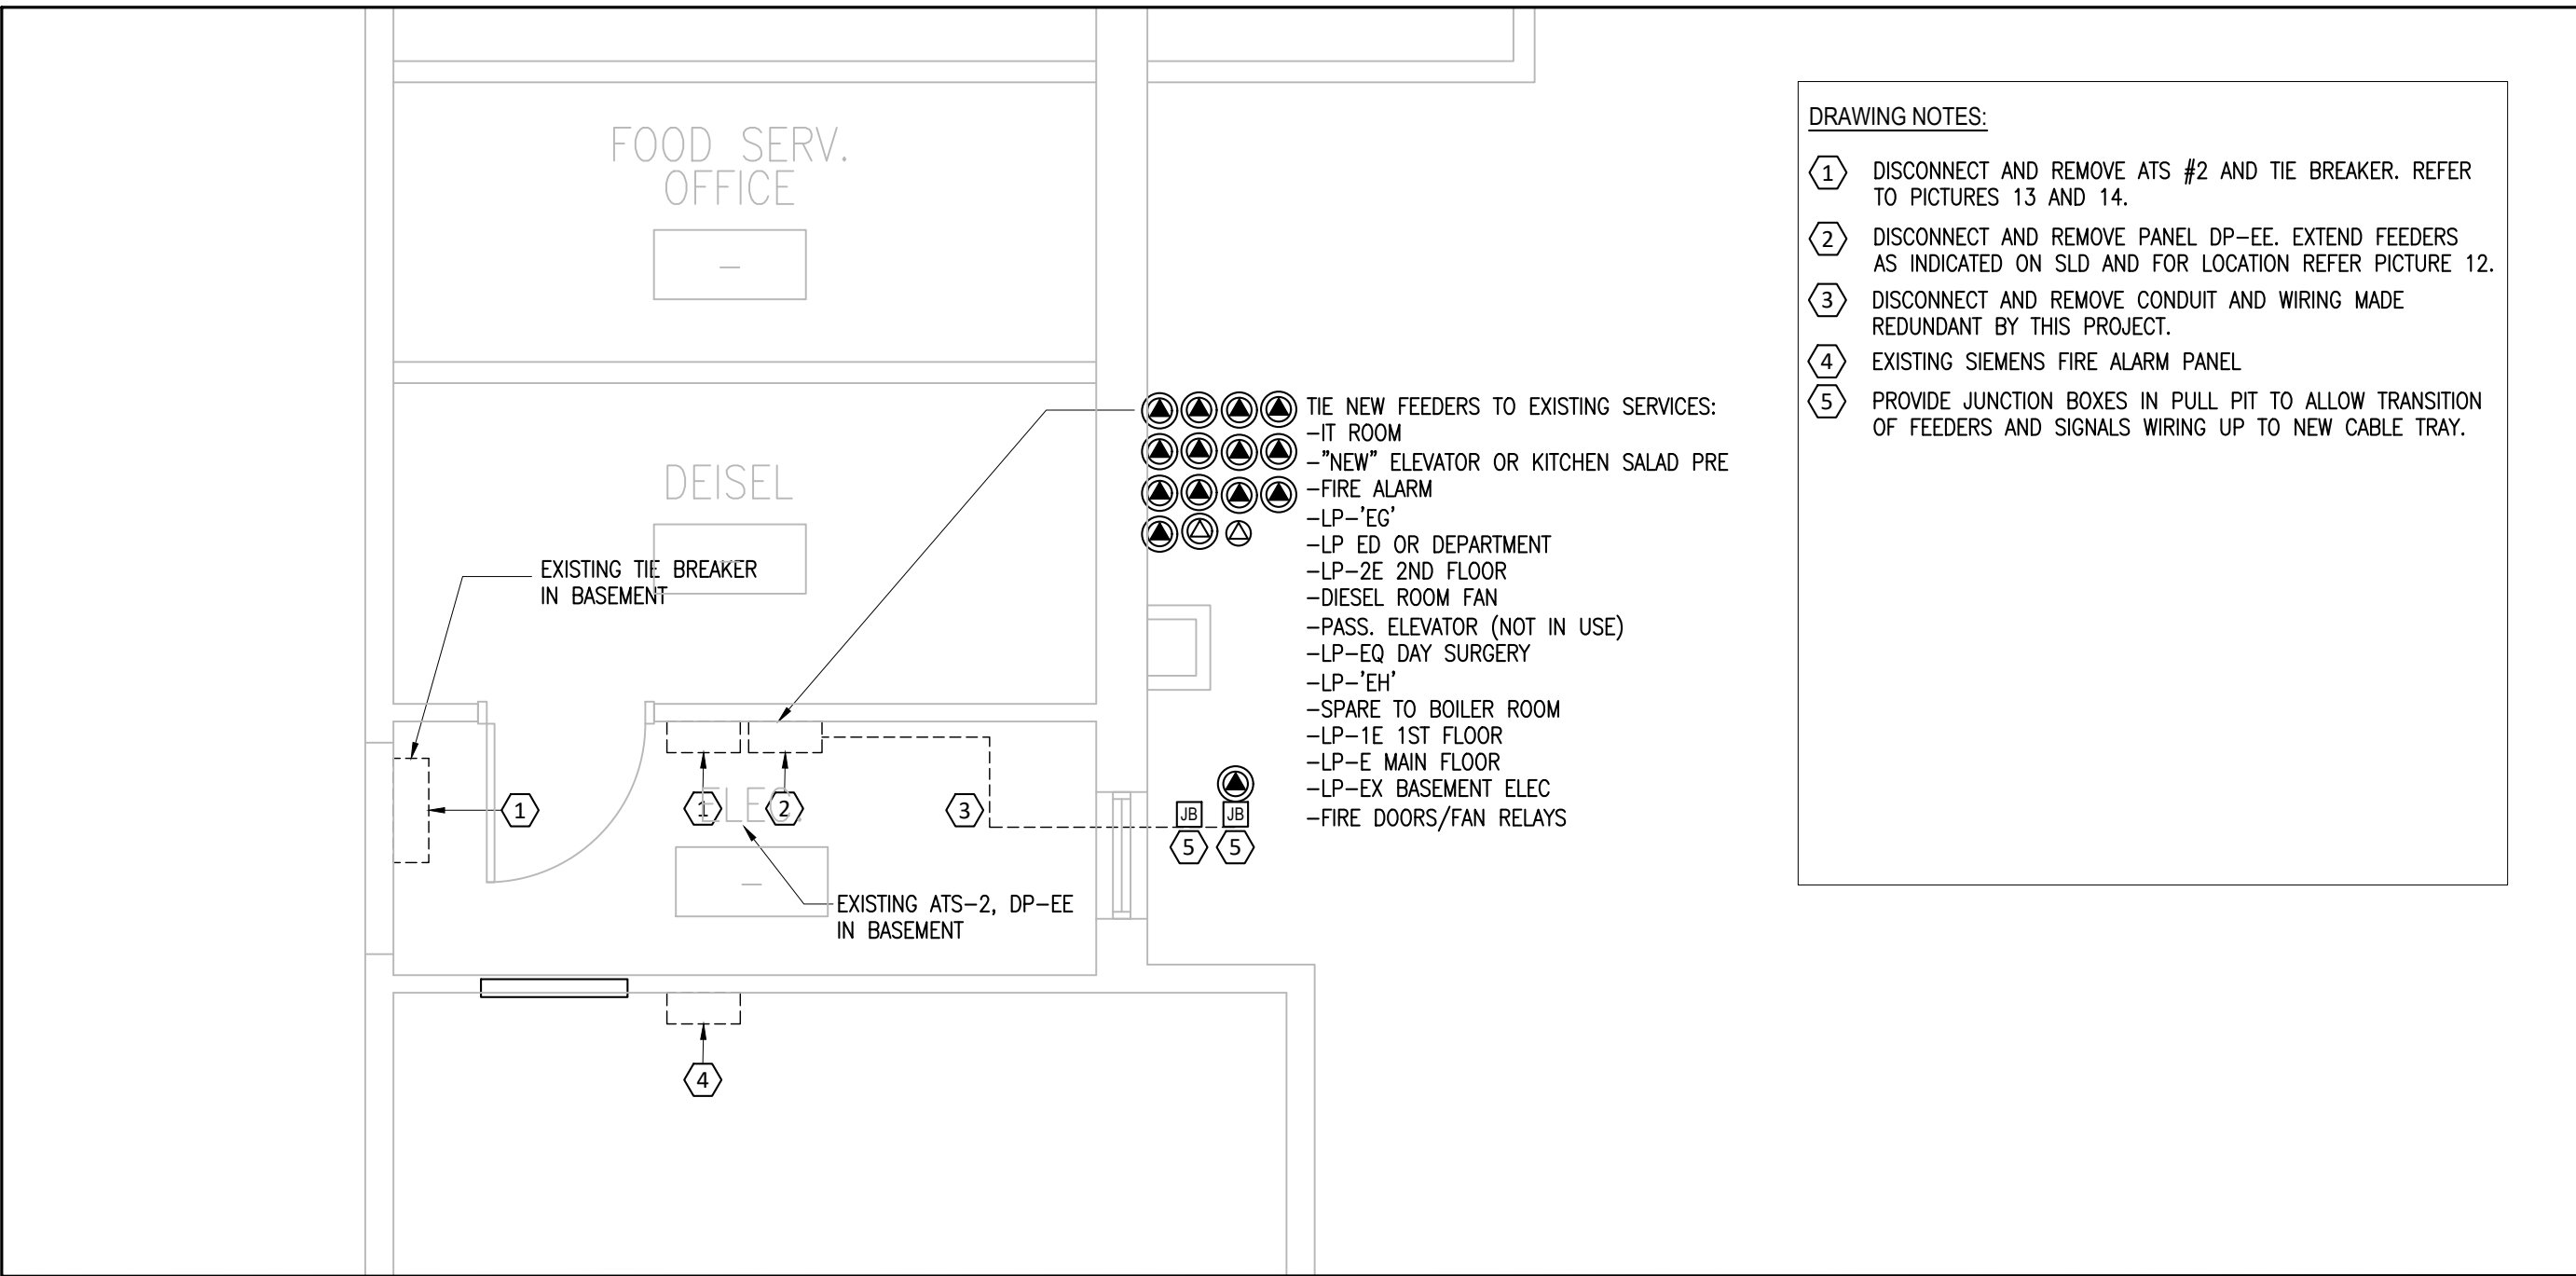 FOOD SERV.
OFFICE
-
DEISEL
-
EXISTING TIE BREAKER
IN BASEMENT
TIE NEW FEEDERS TO EXISTING SERVICES:
-IT ROOM
-"NEW" ELEVATOR OR KITCHEN SALAD PRE
-FIRE ALARM
-LP-'EG'
-LP ED OR DEPARTMENT
-LP-2E 2ND FLOOR
-DIESEL ROOM FAN
-PASS. ELEVATOR (NOT IN USE)
-LP-EQ DAY SURGERY
-LP-'EH'
-SPARE TO BOILER ROOM
-LP-1E 1ST FLOOR
-LP-E MAIN FLOOR
-LP-EX BASEMENT ELEC
-FIRE DOORS/FAN RELAYS
1
1
ELEC.
2
3
JB
JB
5
5
-
EXISTING ATS-2, DP-EE
IN BASEMENT
4
DRAWING NOTES:
1 DISCONNECT AND REMOVE ATS #2 AND TIE BREAKER. REFER
TO PICTURES 13 AND 14.
2 DISCONNECT AND REMOVE PANEL DP-EE. EXTEND FEEDERS
AS INDICATED ON SLD AND FOR LOCATION REFER PICTURE 12.
3 DISCONNECT AND REMOVE CONDUIT AND WIRING MADE
REDUNDANT BY THIS PROJECT.
4 EXISTING SIEMENS FIRE ALARM PANEL
5 PROVIDE JUNCTION BOXES IN PULL PIT TO ALLOW TRANSITION
OF FEEDERS AND SIGNALS WIRING UP TO NEW CABLE TRAY.